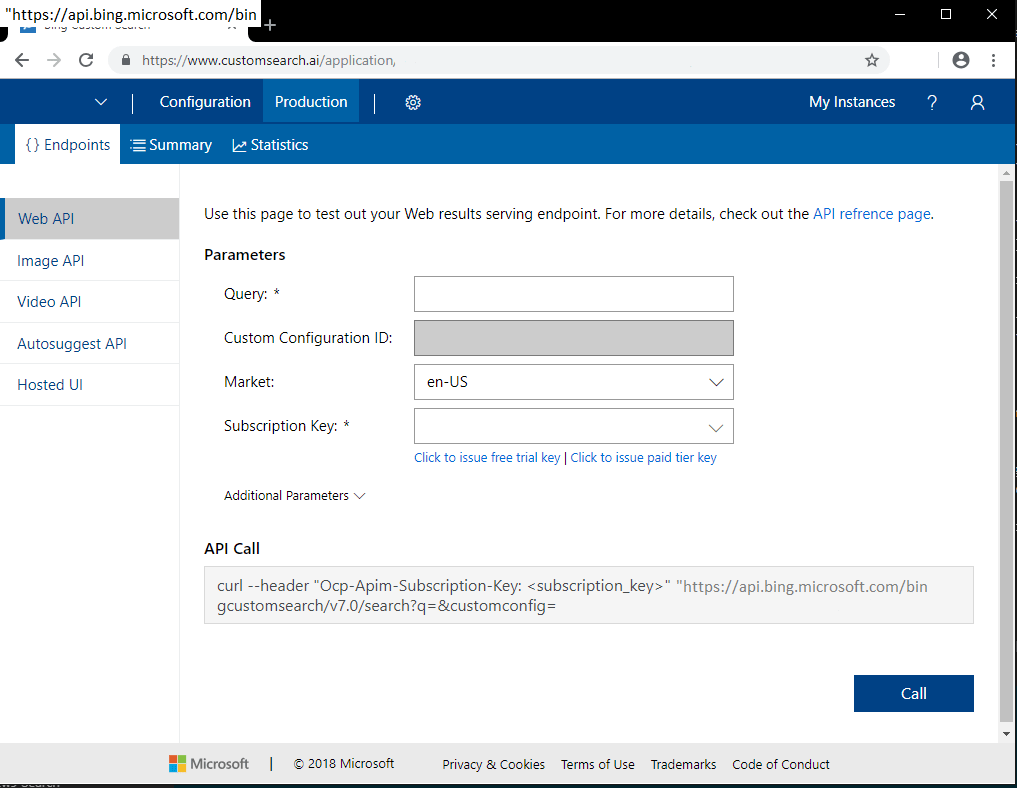 "https://api.bing.microsoft.com/bin
Bing Custom Search
https://www.customsearch.ai/application,
Configuration Production My Instances ?
{} Endpoints Summary Statistics
Web API
Image API
Video API
Autosuggest API
Hosted UI
Use this page to test out your Web results serving endpoint. For more details, check out the API refrence page.
Parameters
Query: *
Custom Configuration ID:
Market: en-US
Subscription Key: *
Click to issue free trial key | Click to issue paid tier key
Additional Parameters
API Call
curl --header "Ocp-Apim-Subscription-Key: <subscription_key>" "https://api.bing.microsoft.com/bin
gcustomsearch/v7.0/search?q=&customconfig=
Call
Microsoft | © 2018 Microsoft Privacy & Cookies Terms of Use Trademarks Code of Conduct